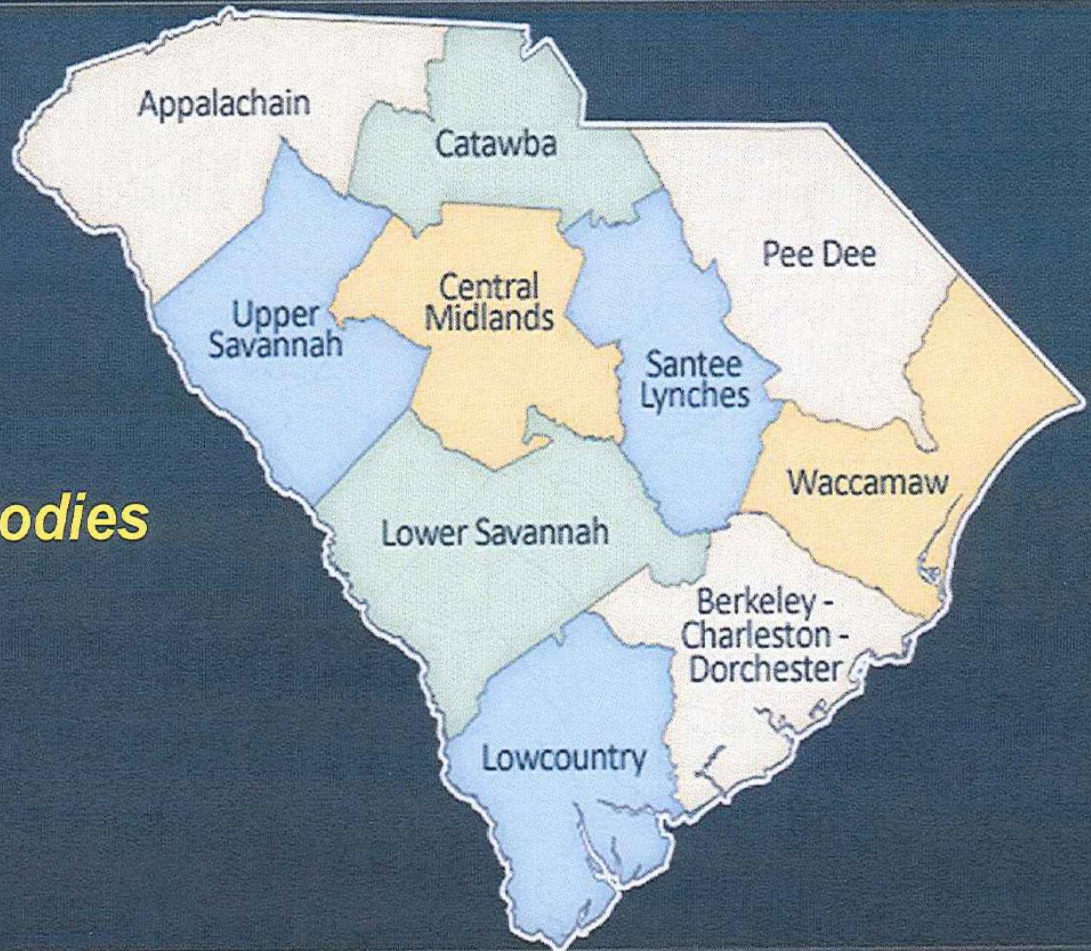 Appalachain
Catawba
Pee Dee
Central
Midlands
Upper
Savannah
Santee
Lynches
Waccamaw
odies
Lower Savannah
Berkeley -
Charleston -
Dorchester
Lowcountry